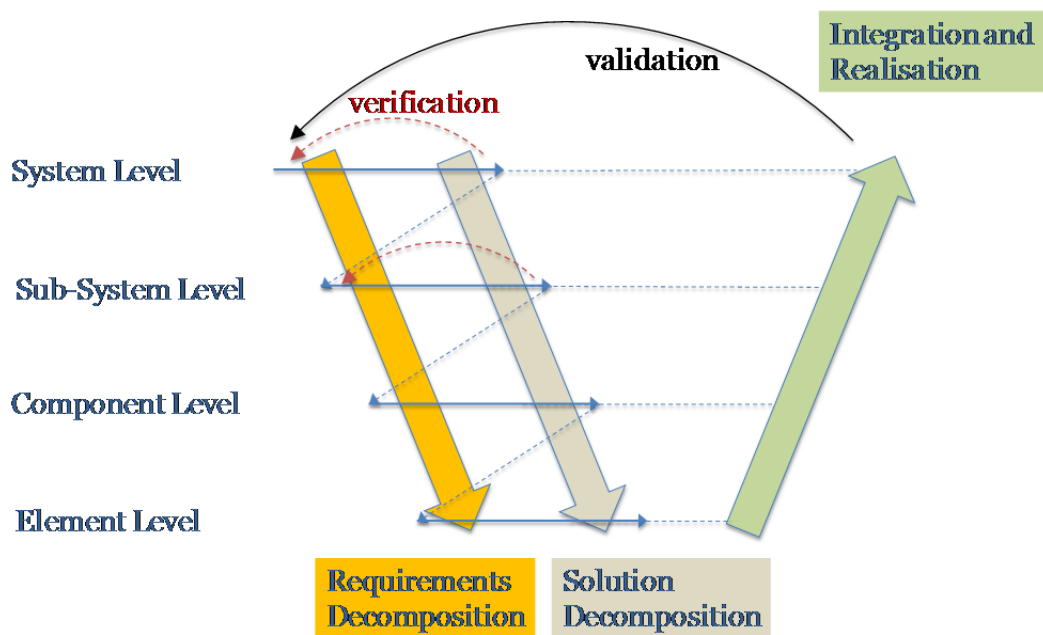 Integration and
Realisation
validation
verification
System Level
Sub-System Level
Component Level
Element Level
Requirements
Decomposition
Solution
Decomposition